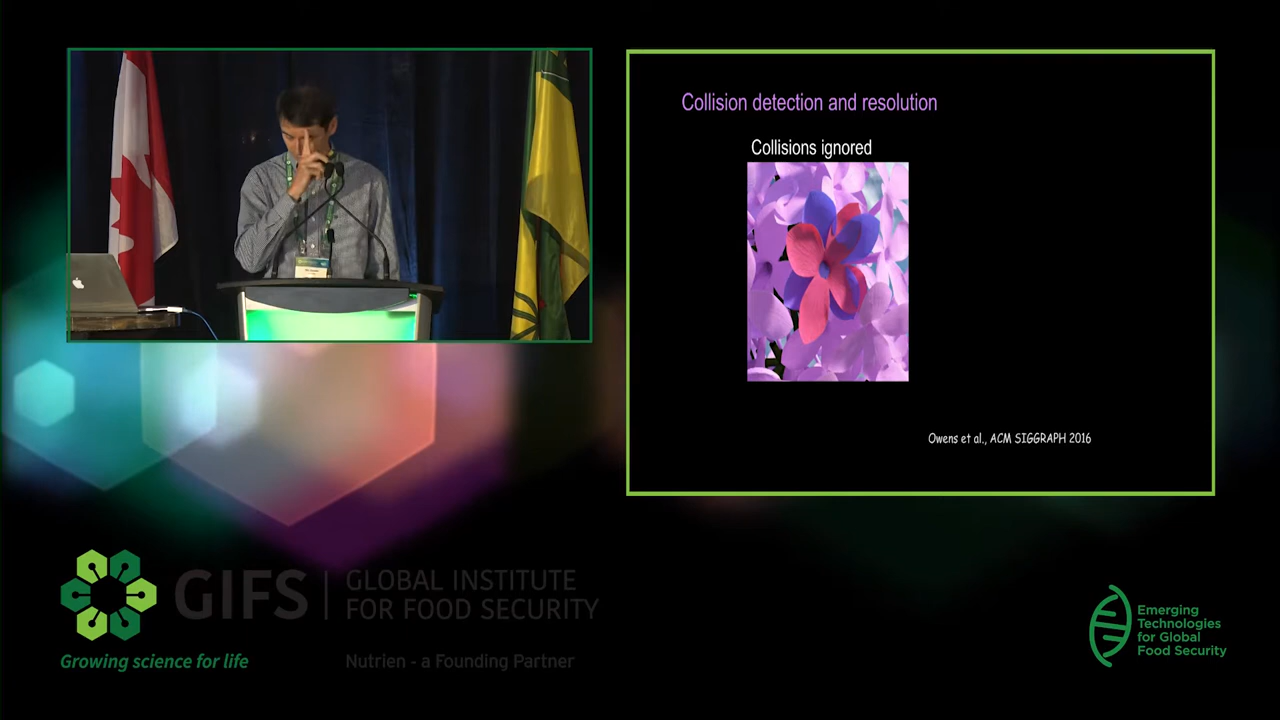 Collision detection and resolution
Collisions ignored
Owens et al., ACM SIGGRAPH 2016
GIFS
GLOBAL INSTITUTE
FOR FOOD SECURITY
Growing science for life
Nutrien - a Founding Partner
Emerging
Technologies
for Global
Food Security